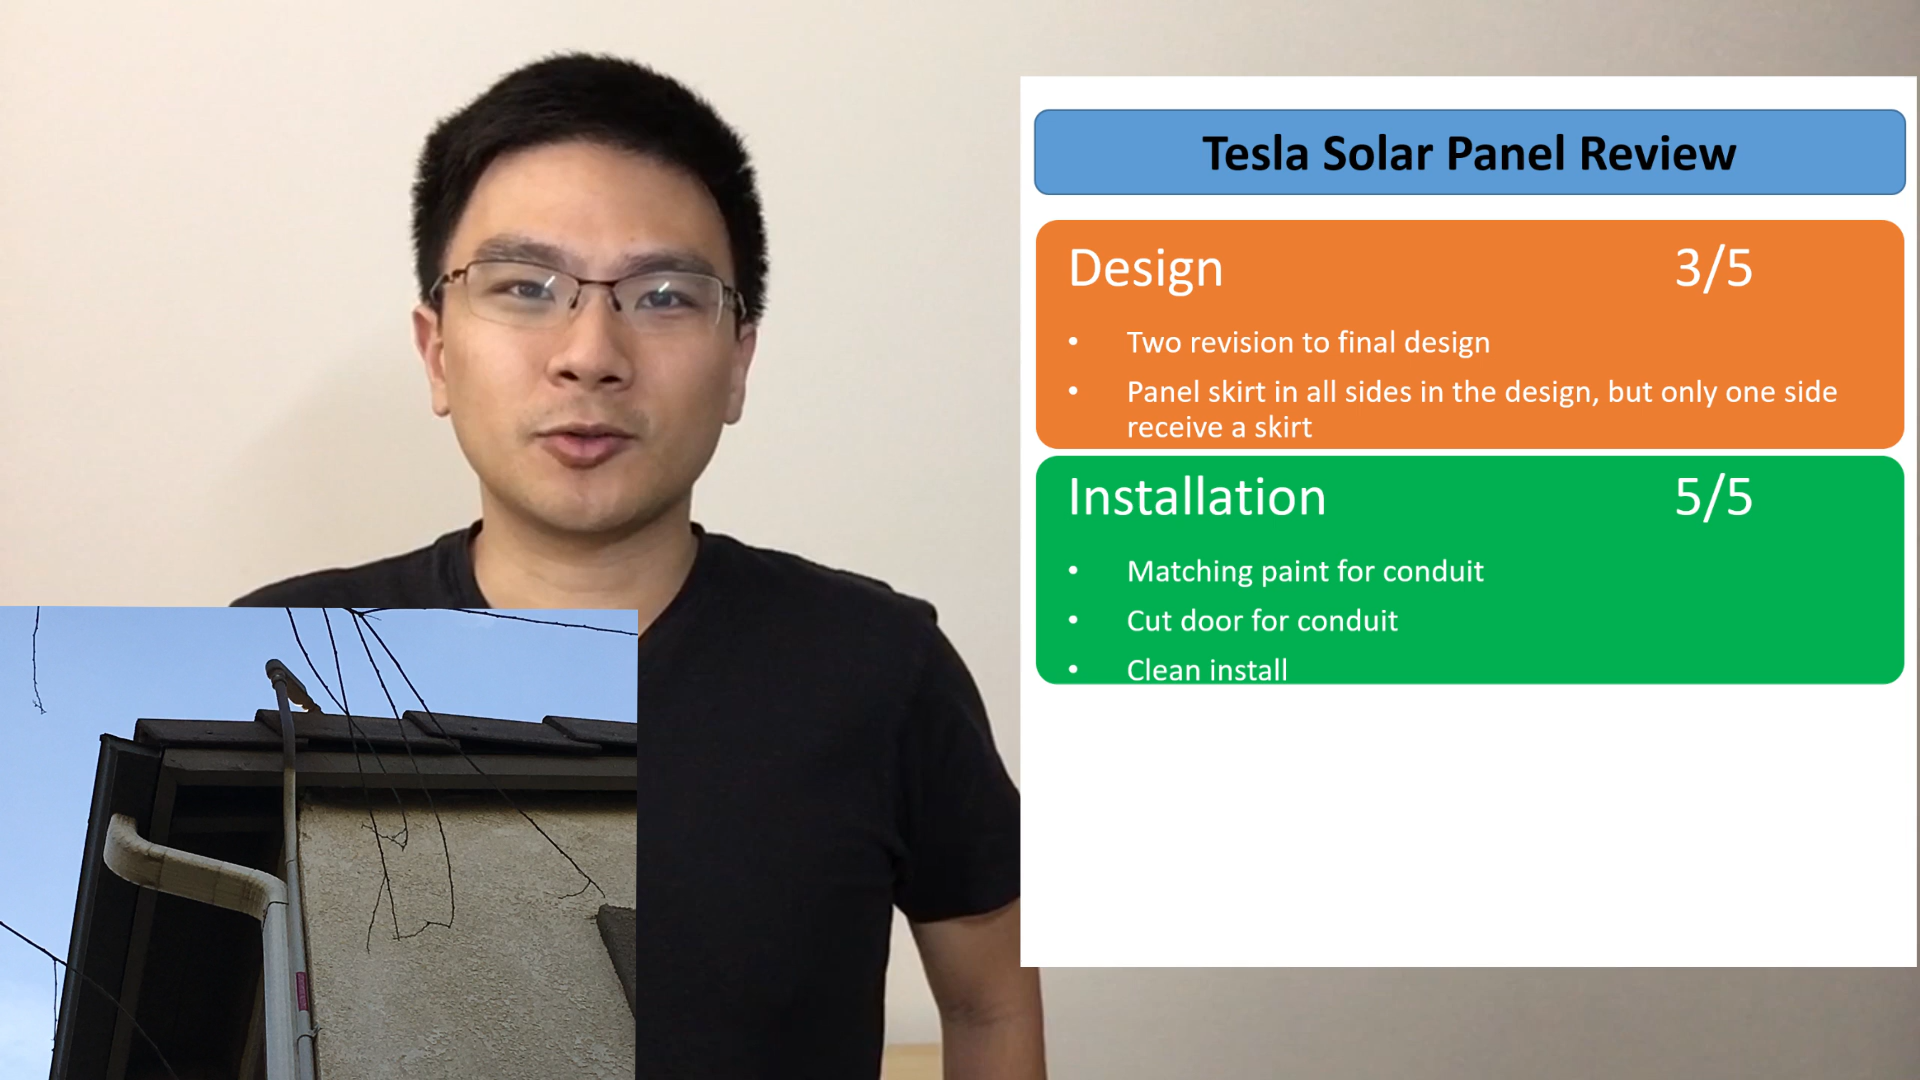 Tesla Solar Panel Review
Design 3/5
• Two revision to final design
• Panel skirt in all sides in the design, but only one side
receive a skirt
Installation 5/5
• Matching paint for conduit
• Cut door for conduit
• Clean install